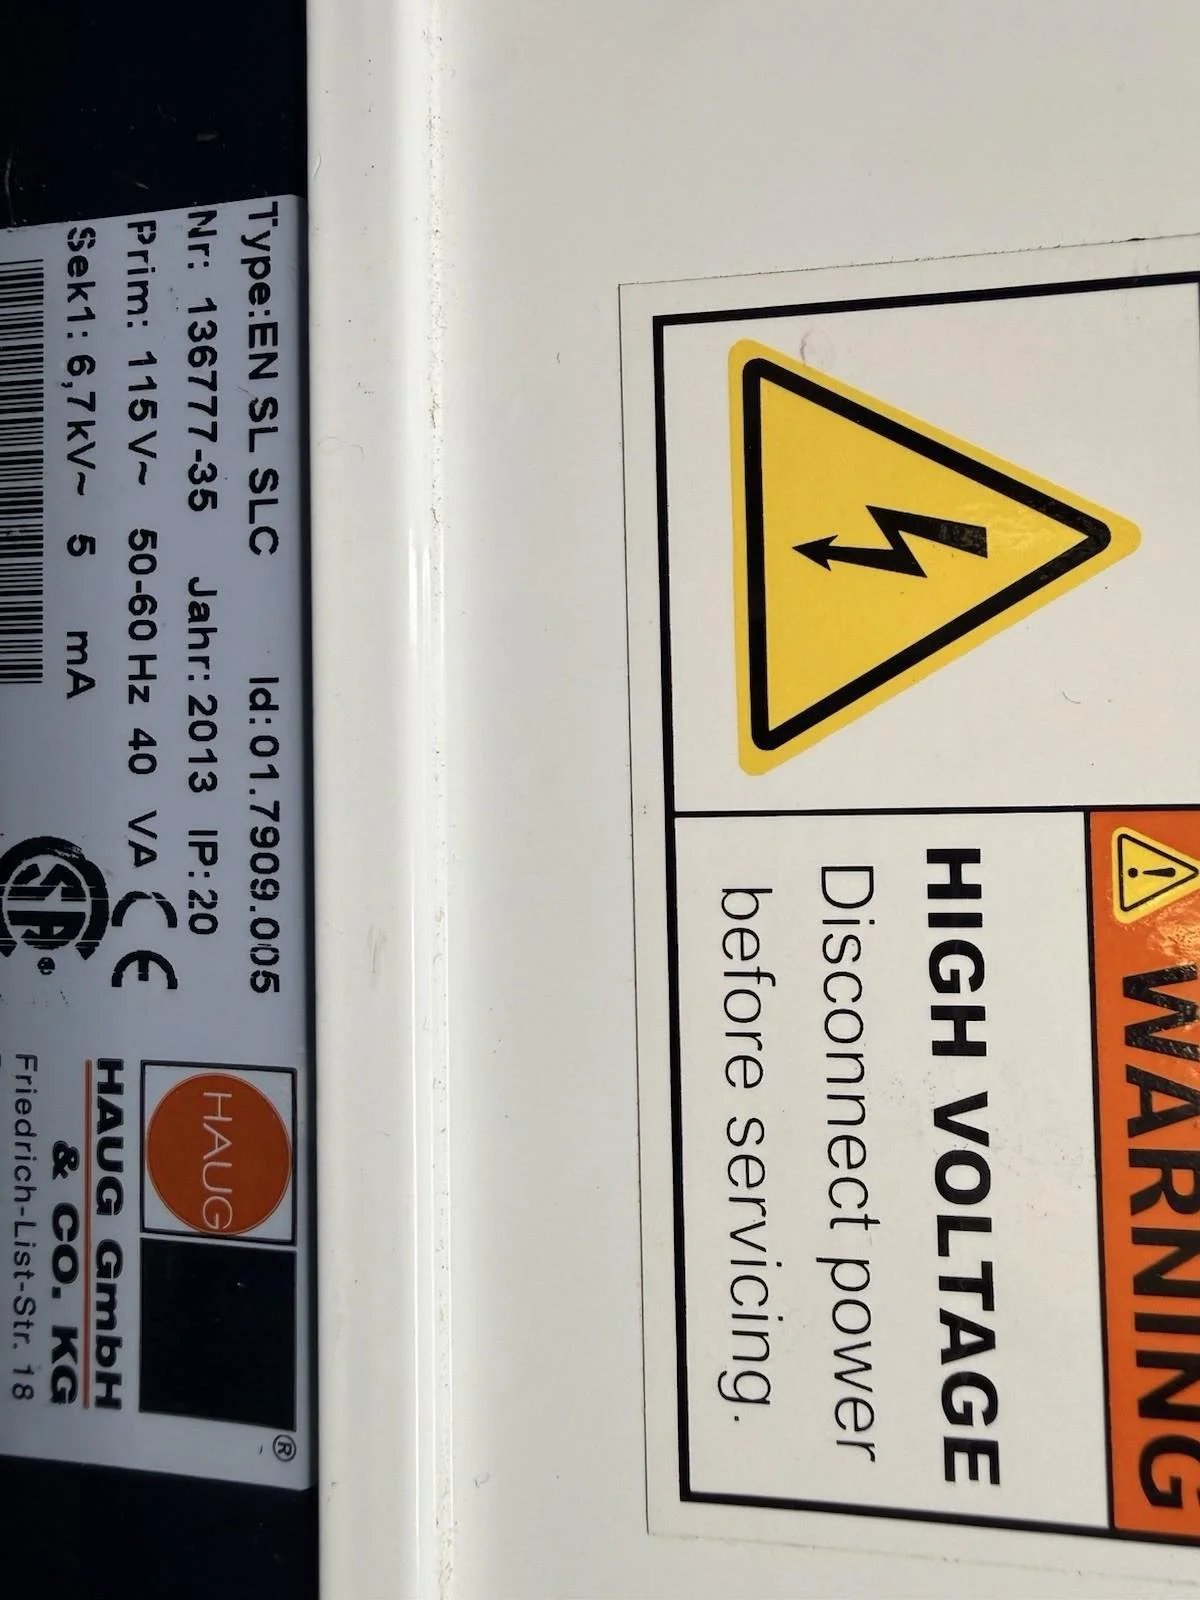 WARNING
HIGH VOLTAGE
Disconnect power
before servicing.
Type:EN SL SLC Id:01.7909.005
Nr: 136777-35 Jahr: 2013 IP: 20
Prim: 115V~ 50-60Hz 40 VA CE
Sek1: 6,7kV~ 5 mA
SA®
HAUG
®
HAUG GmbH
& CO. KG
Friedrich-List-Str. 18